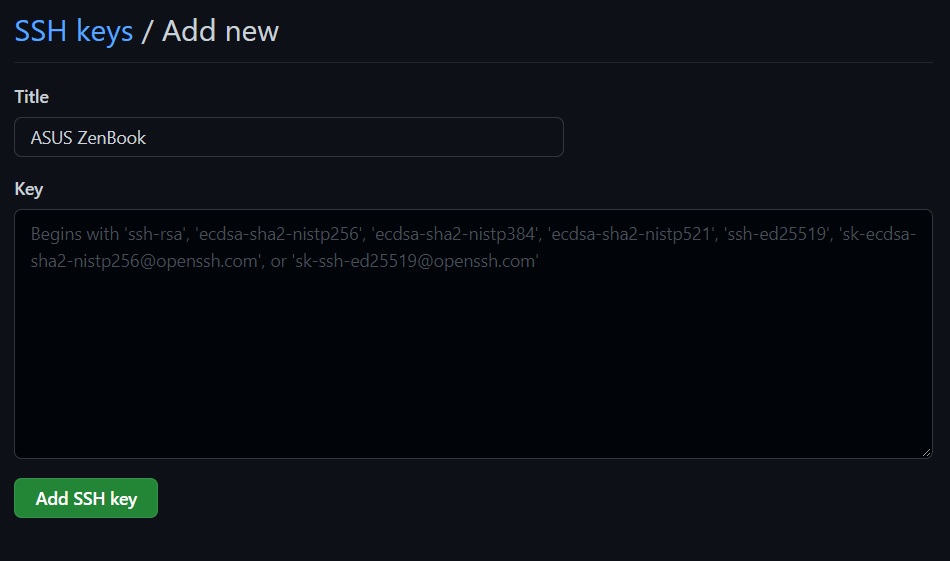 SSH keys / Add new
Title
ASUS ZenBook
Key
Begins with 'ssh-rsa', 'ecdsa-sha2-nistp256', 'ecdsa-sha2-nistp384', 'ecdsa-sha2-nistp521', 'ssh-ed25519', 'sk-ecdsa-
sha2-nistp256@openssh.com', or 'sk-ssh-ed25519@openssh.com'
Add SSH key